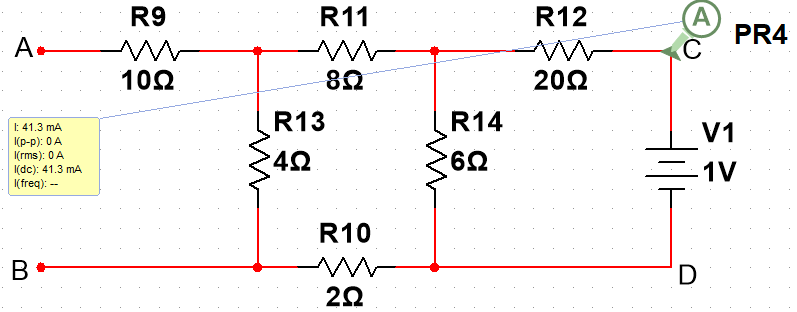 R9
R11
R12
A
PR4
A
C
10Ω
8Ω
20Ω
I: 41.3 mA
I(p-p): 0 A
I(rms): 0 A
I(dc): 41.3 mA
I(freq): --
R13
4Ω
R14
6Ω
V1
1V
R10
B
D
2Ω